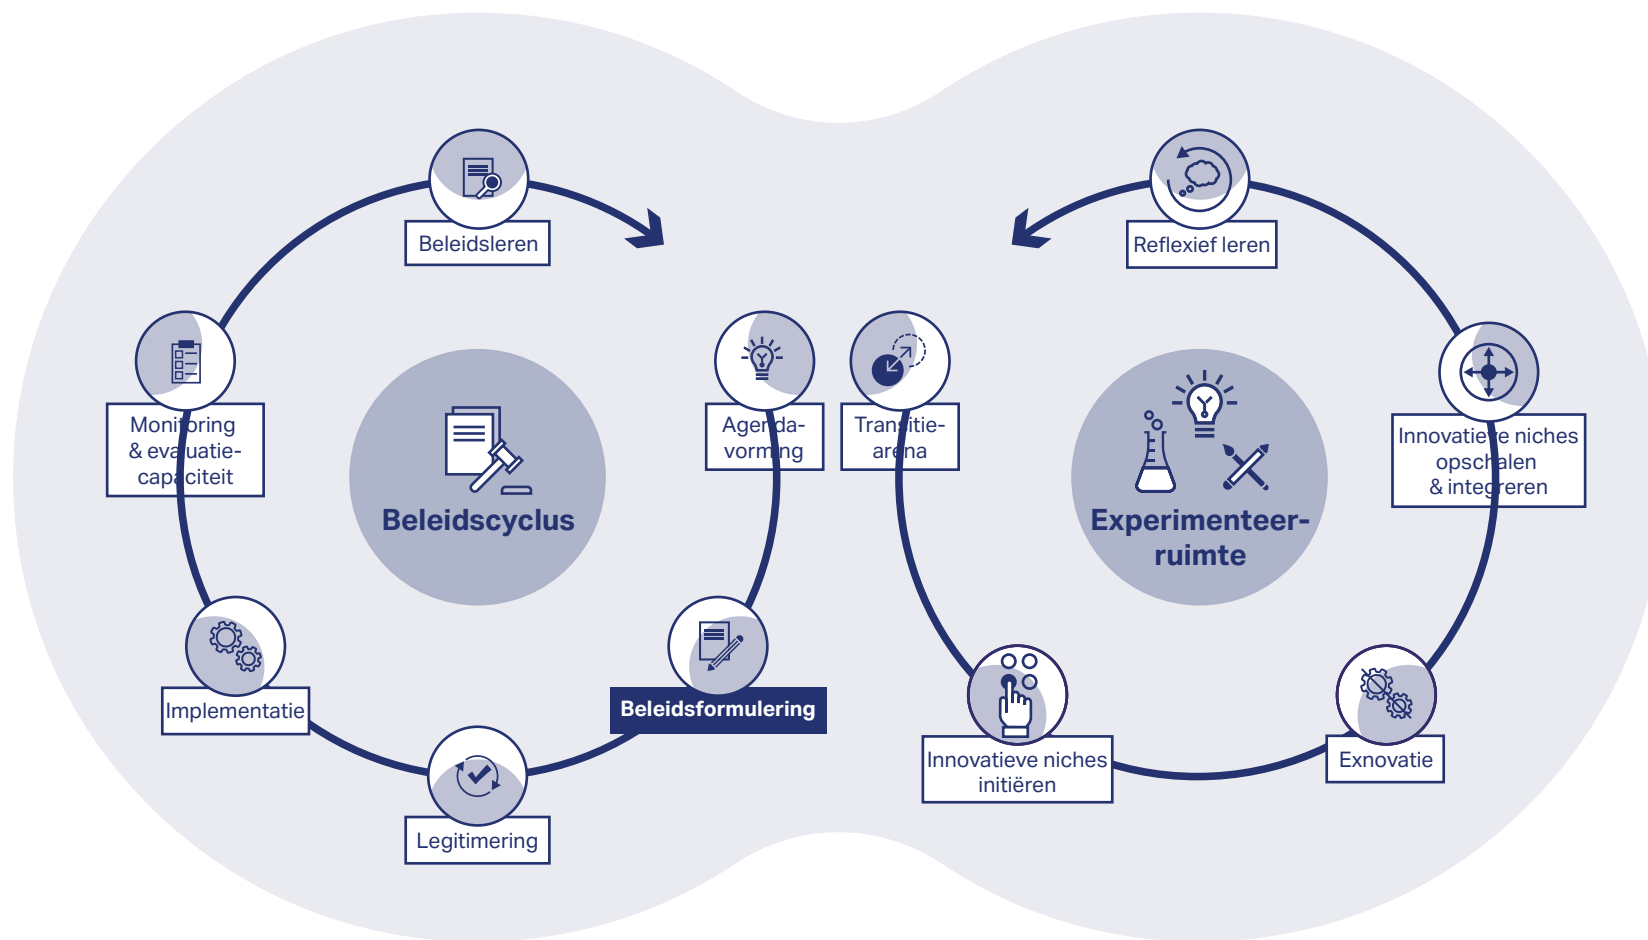 Beleidsleren
Monitoring
& evaluatie-
capaciteit
Agenda-
vorming
Beleidscyclus
Implementatie
Beleidsformulering
Legitimering
Reflexief leren
Transitie-
arena
Innovatieve niches
opschalen
& integreren
Experimenteer-
ruimte
Innovatieve niches
initiëren
Exnovatie